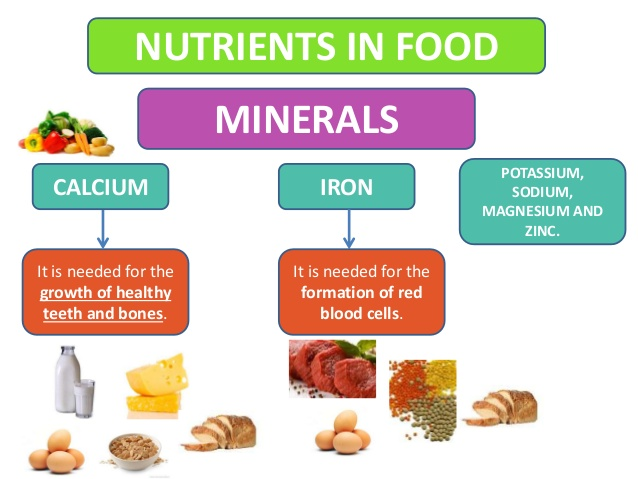 NUTRIENTS IN FOOD
MINERALS
CALCIUM
IRON
POTASSIUM,
SODIUM,
MAGNESIUM AND
ZINC.
It is needed for the
growth of healthy
teeth and bones.
It is needed for the
formation of red
blood cells.